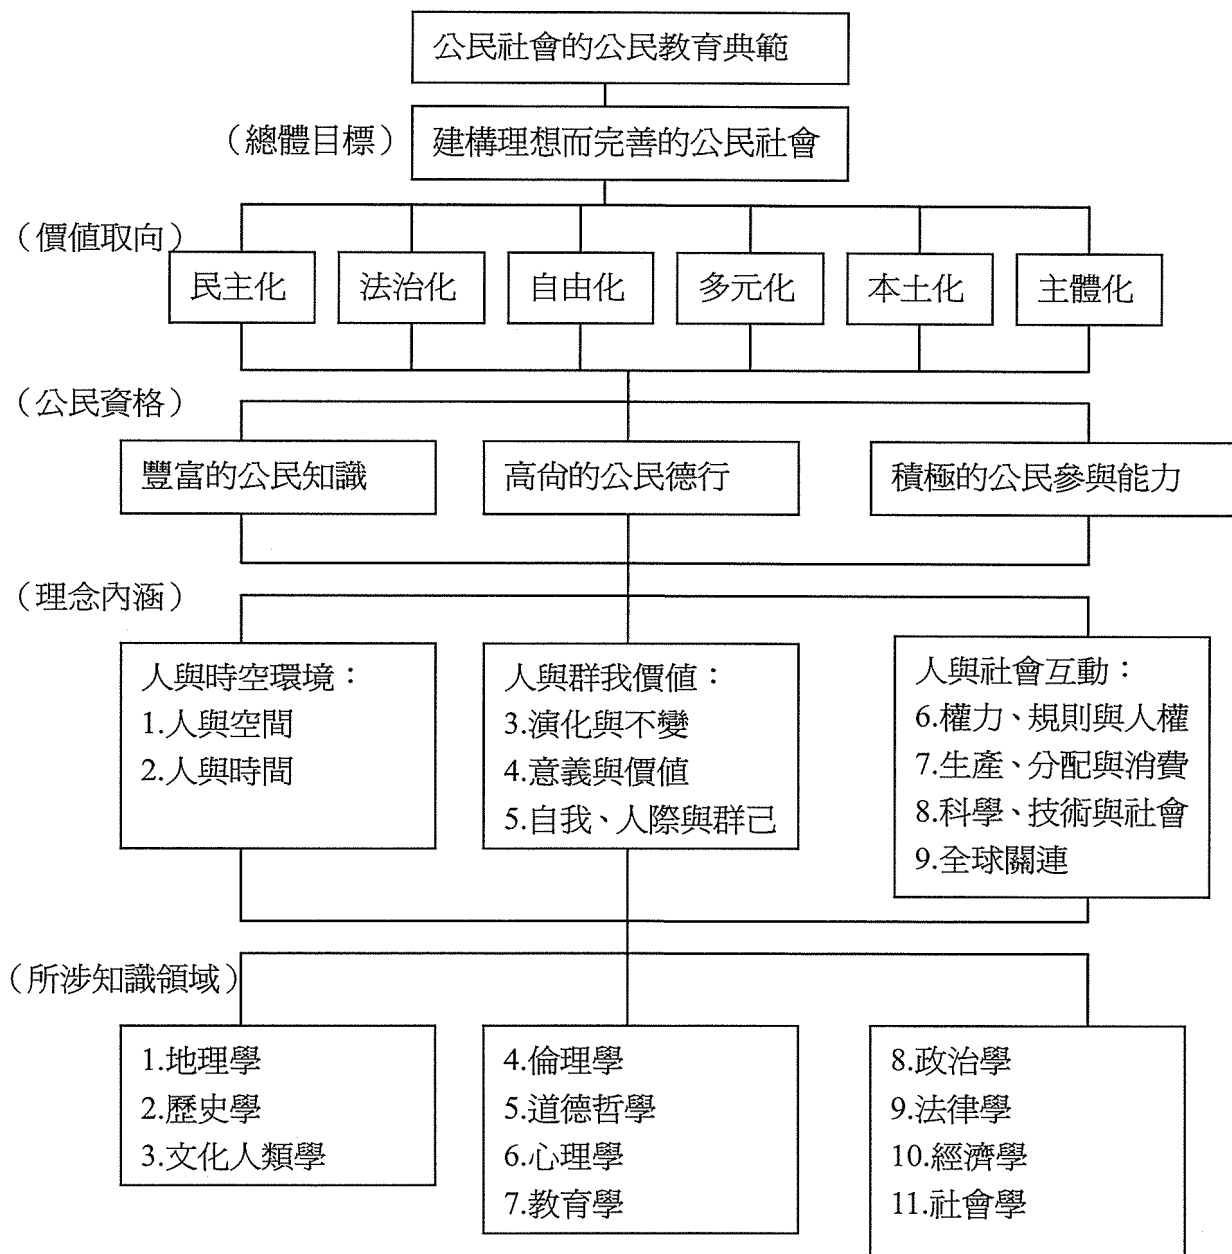 公民社會的公民教育典範
（總體目標）
建構理想而完善的公民社會
（價值取向）
民主化
法治化
自由化
多元化
本土化
主體化
（公民資格）
豐富的公民知識
高尚的公民德行
積極的公民參與能力
（理念內涵）
人與時空環境：
1.人與空間
2.人與時間
人與群我價值：
3.演化與不變
4.意義與價值
5.自我、人際與群己
人與社會互動：
6.權力、規則與人權
7.生產、分配與消費
8.科學、技術與社會
9.全球關連
（所涉知識領域）
1.地理學
2.歷史學
3.文化人類學
4.倫理學
5.道德哲學
6.心理學
7.教育學
8.政治學
9.法律學
10.經濟學
11.社會學